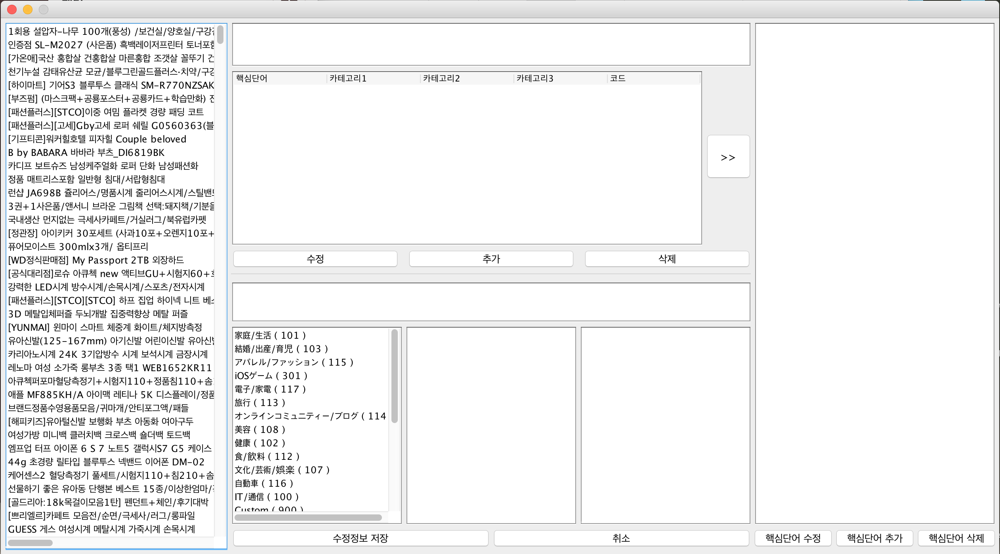 1회용 설압자-나무 100개(풍성) /보건실/양호실/구강
인증점 SL-M2027 (사은품) 흑백레이저프린터 토너포함
[가온애]국산 홍합살 건홍합살 마른홍합 조갯살 꼴뚜기 건
천기누설 감태유산균 모균/블루그린골드플러스·치약/구강
[하이마트] 기어S3 블루투스 클래식 SM-R770NZSAK
[부즈펌] (마스크팩+공룡포스터+공룡카드+학습만화)
[패션플러스][STCO]이중 여밈 플라켓 경량 패딩 코트
[패션플러스][고세]Gby고세 로퍼 쉐릴 G0560363(블
[기프티콘]워커힐호텔 피자힐 Couple beloved
B by BABARA 바바라 부츠_DI6819BK
카디프 보트슈즈 남성케주얼화 로퍼 단화 남성패션화
정품 매트리스포함 일반형 침대/서랍형침대
런샵 JA698B 쥴리어스/명품시계 줄리어스시계/스틸밴드
3권+1사은품/앤서니 브라운 그림책 선택:돼지책/기분을
국내생산 먼지없는 극세사카페트/거실러그/북유럽카펫
[정관장] 아이키커 30포세트 (사과10포+오렌지10포+
퓨어모이스트 300mlx3개/ 옵티프리
[WD정식판매점] My Passport 2TB 외장하드
[공식대리점]로슈 아큐첵 new 액티브GU+시험지60+
강력한 LED시계 방수시계/손목시계/스포츠/전자시계
[패션플러스][STCO][STCO] 하프 집업 하이넥 니트 베스
3D 메탈입체퍼즐 두뇌개발 집중력향상 메탈 퍼즐
[YUNMAI] 윈마이 스마트 체중계 화이트/체지방측정
유아신발(125-167mm) 아기신발 어린이신발 유아신발
카리아노시계 24K 3기압방수 시계 보석시계 금장시계
레노마 여성 소가죽 롱부츠 3종 택1 WEB1652KR11
아큐첵퍼포마혈당측정기+시험지110+정품침110+솜
애플 MF885KH/A 아이맥 레티나 5K 디스플레이/정품
브랜드정품수영용품모음/귀마개/안티포그액/패들
[해피키즈]유아털신발 보행화 부츠 아동화 여아구두
여성가방 미니백 클러치백 크로스백 숄더백 토드백
엠프업 터프 아이폰 6 S 7 노트5 갤럭시S7 G5 케이스
44g 초경량 릴타입 블루투스 넥밴드 이어폰 DM-02
케어센스2 혈당측정기 풀세트/시험지110+침210+솜
선물하기 좋은 유아동 단행본 베스트 15종/이상한엄마/
[골드리아:18k목걸이모음1탄] 펜던트+체인/후기대박
[쁘리엘르]카페트 모음전/순면/극세사/러그/롱파일
GUESS 게스 여성시계 메탈시계 가죽시계 손목시계
핵심단어 카테고리1 카테고리2 카테고리3 코드
>>
수정 추가 삭제
家庭/生活 ( 101 )
結婚/出産/育児 ( 103 )
アパレル/ファッション ( 115 )
iOSゲーム ( 301 )
電子/家電 ( 117 )
旅行 ( 113 )
オンラインコミュニティー/ブログ ( 114
美容 ( 108 )
健康 ( 102 )
食/飲料 ( 112 )
文化/芸術/娯楽 ( 107 )
自動車 ( 116 )
IT/通信 ( 100 )
Custom ( 900 )
수정정보 저장 취소
핵심단어 수정 핵심단어 추가 핵심단어 삭제